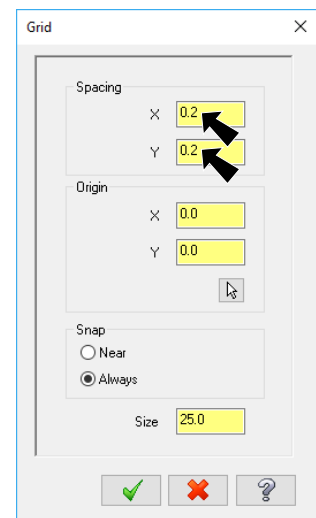 Grid
Spacing
X 0.2
Y 0.2
Origin
X 0.0
Y 0.0
Snap
Near
Always
Size 25.0